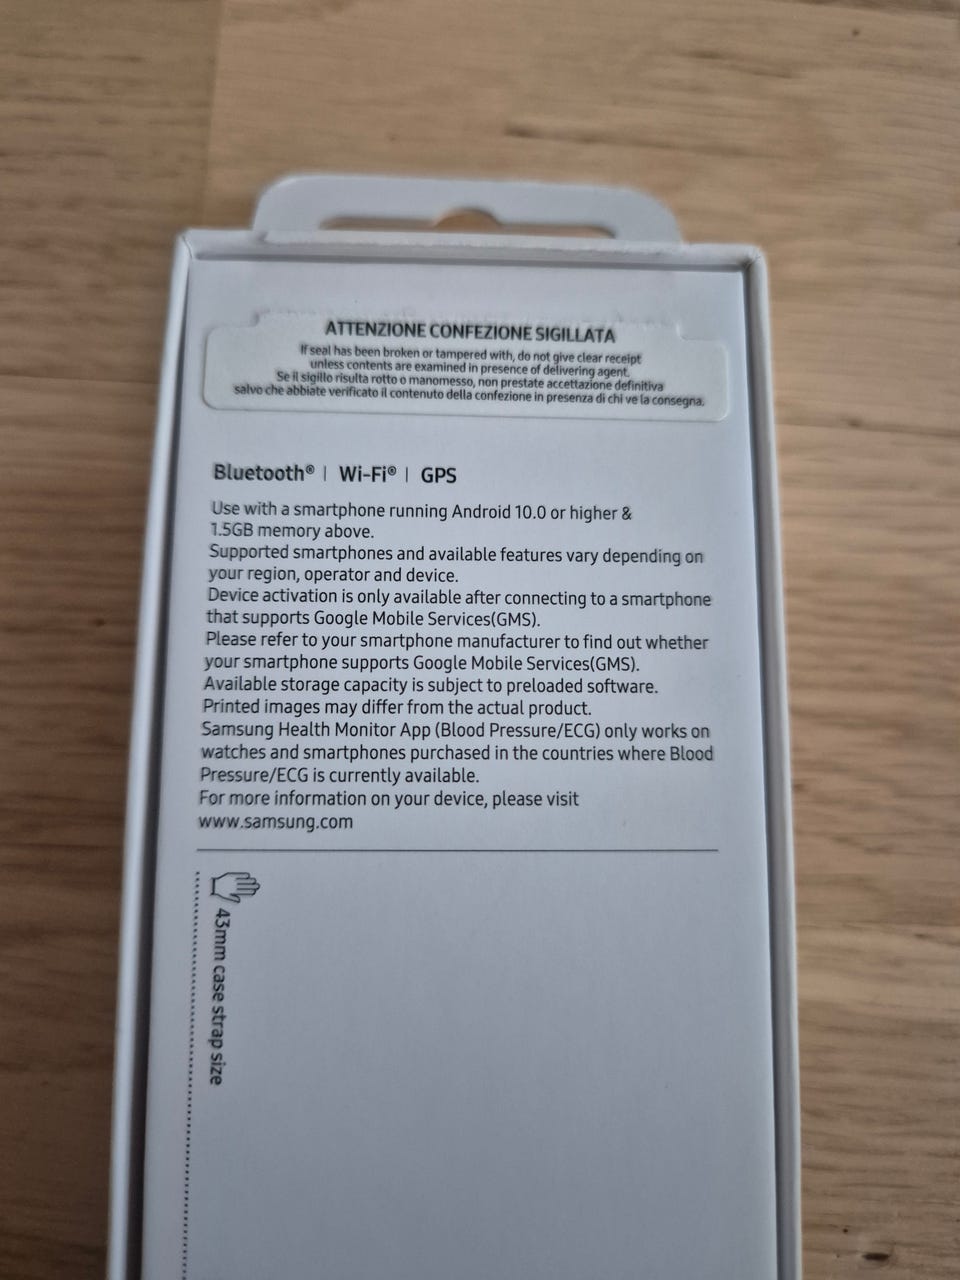 ATTENZIONE CONFEZIONE SIGILLATA
If seal has been broken or tampered with, do not give clear receipt
unless contents are examined in presence of delivering agent.
Se il sigillo risulta rotto o manomesso, non prestate accettazione definitiva
salvo che abbiate verificato il contenuto della confezione in presenza di chi ve la consegna.
Bluetooth® | Wi-Fi® | GPS
Use with a smartphone running Android 10.0 or higher &
1.5GB memory above.
Supported smartphones and available features vary depending on
your region, operator and device.
Device activation is only available after connecting to a smartphone
that supports Google Mobile Services(GMS).
Please refer to your smartphone manufacturer to find out whether
your smartphone supports Google Mobile Services(GMS).
Available storage capacity is subject to preloaded software.
Printed images may differ from the actual product.
Samsung Health Monitor App (Blood Pressure/ECG) only works on
watches and smartphones purchased in the countries where Blood
Pressure/ECG is currently available.
For more information on your device, please visit
www.samsung.com
43mm case strap size